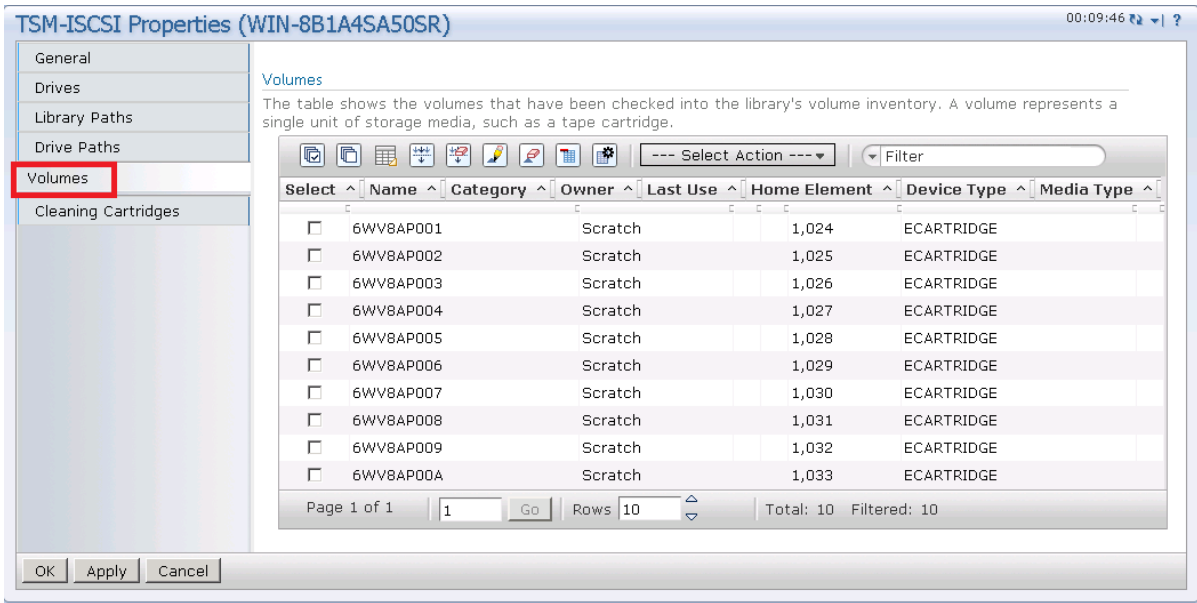 TSM-ISCSI Properties (WIN-8B1A4SA50SR)
00:09:46 ?
General
Drives
Library Paths
Drive Paths
Volumes
Cleaning Cartridges
Volumes
The table shows the volumes that have been checked into the library's volume inventory. A volume represents a
single unit of storage media, such as a tape cartridge.
--- Select Action --- Filter
Select ^ Name ^ Category ^ Owner ^ Last Use ^ Home Element ^ Device Type ^ Media Type ^
6WV8AP001 Scratch 1,024 ECARTRIDGE
6WV8AP002 Scratch 1,025 ECARTRIDGE
6WV8AP003 Scratch 1,026 ECARTRIDGE
6WV8AP004 Scratch 1,027 ECARTRIDGE
6WV8AP005 Scratch 1,028 ECARTRIDGE
6WV8AP006 Scratch 1,029 ECARTRIDGE
6WV8AP007 Scratch 1,030 ECARTRIDGE
6WV8AP008 Scratch 1,031 ECARTRIDGE
6WV8AP009 Scratch 1,032 ECARTRIDGE
6WV8AP00A Scratch 1,033 ECARTRIDGE
Page 1 of 1 1 Go Rows 10 Total: 10 Filtered: 10
OK Apply Cancel